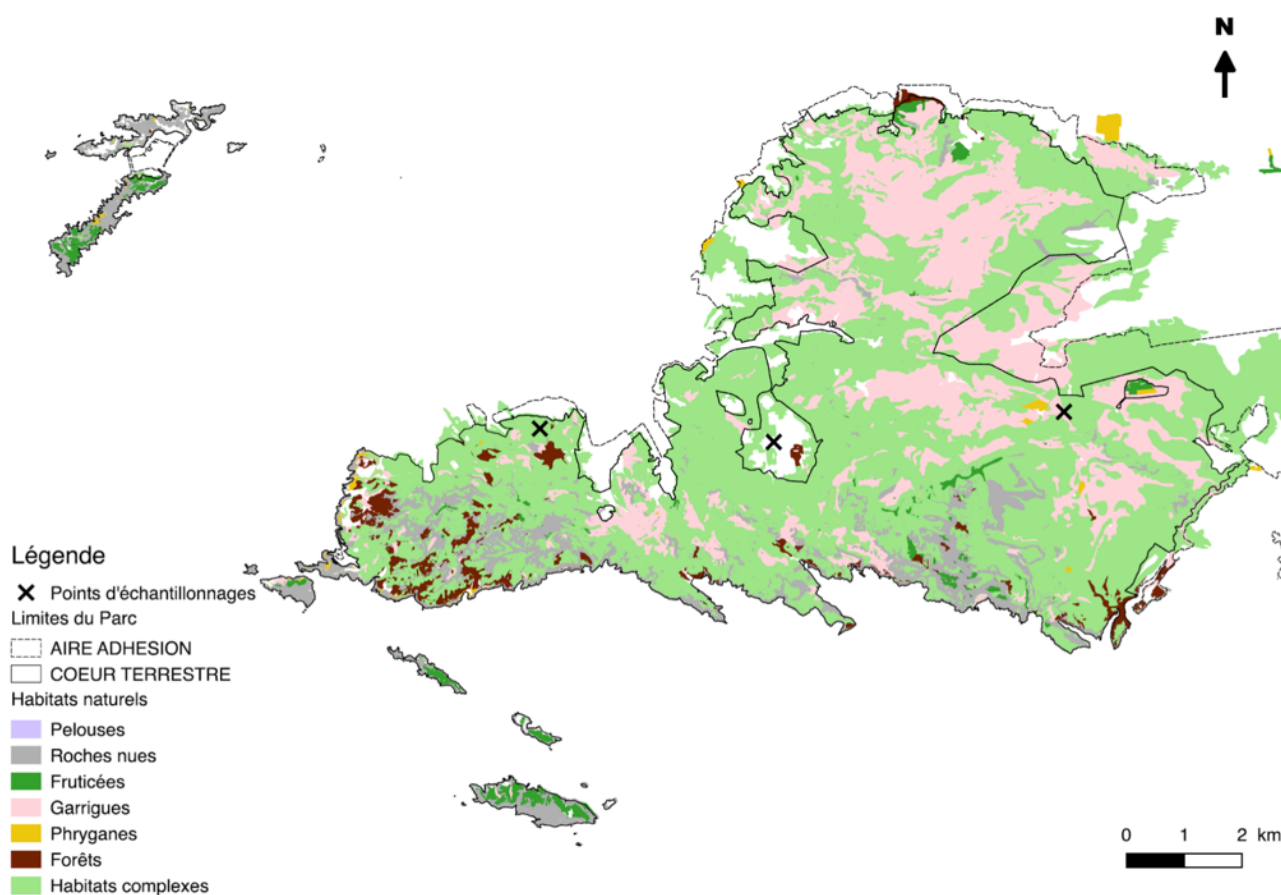 N
Légende
Points d'échantillonnages
Limites du Parc
AIRE ADHESION
COEUR TERRESTRE
Habitats naturels
Pelouses
Roches nues
Fruticées
Garrigues
Phryganes
Forêts
Habitats complexes
0 1 2 km